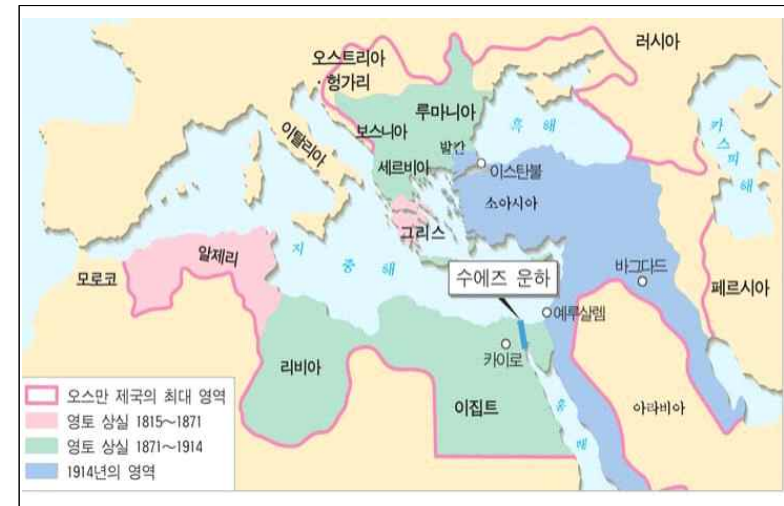 러시아
오스트리아
헝가리
루마니아
보스니아
흑 해
카스피해
이탈리아
발칸
세르비아
이스탄불
소아시아
그리스
알제리
지 중 해
모로코
바그다드
페르시아
수에즈 운하
예루살렘
카이로
리비아
이집트
홍 해
아라비아
오스만 제국의 최대 영역
영토 상실 1815~1871
영토 상실 1871~1914
1914년의 영역